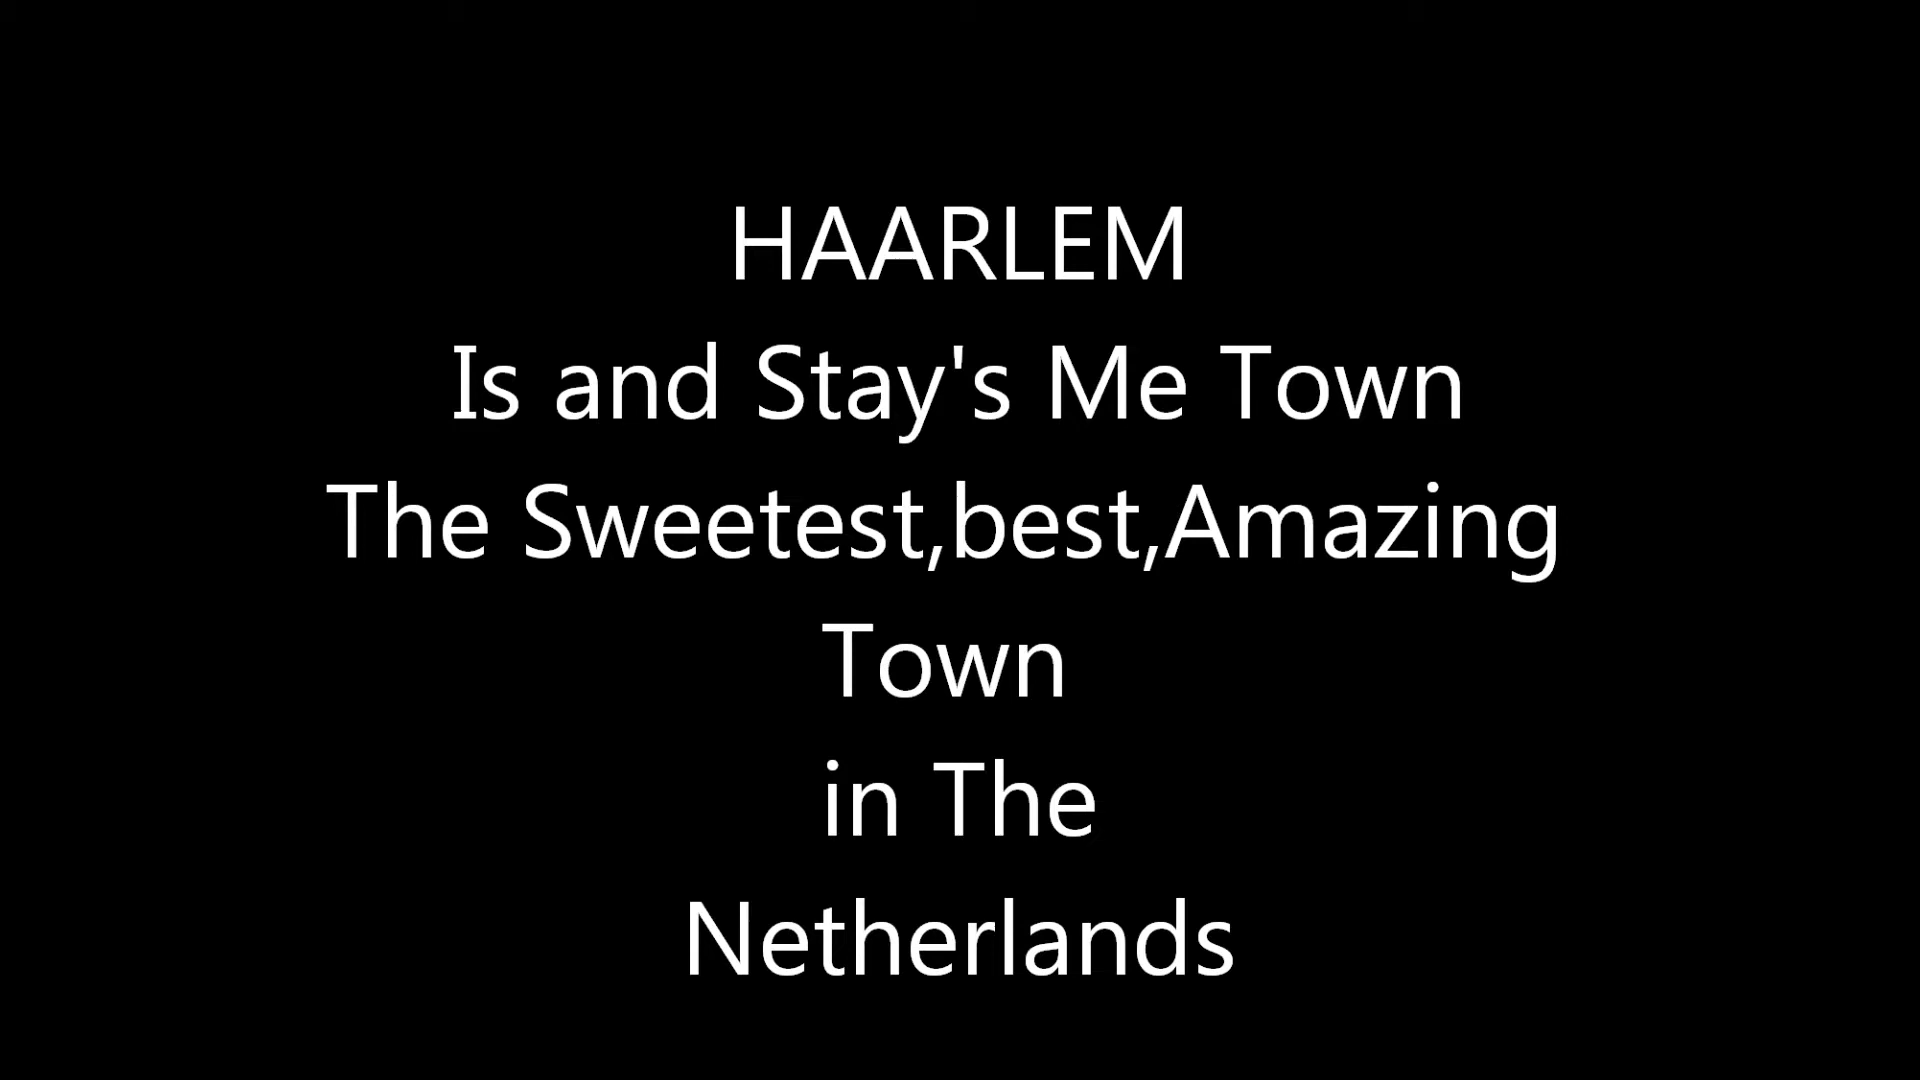 HAARLEM
Is and Stay's Me Town
The Sweetest,best,Amazing
Town
in The
Netherlands